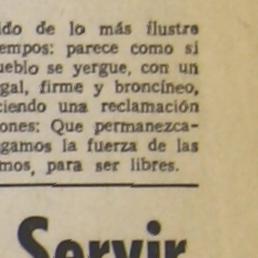 ido de lo más ilustre
empos: parece como si
ueblo se yergue, con un
gal, firme y broncíneo,
ciendo una reclamación
ones: Que permanezca-
gamos la fuerza de las
mos, para ser libres.
Servir